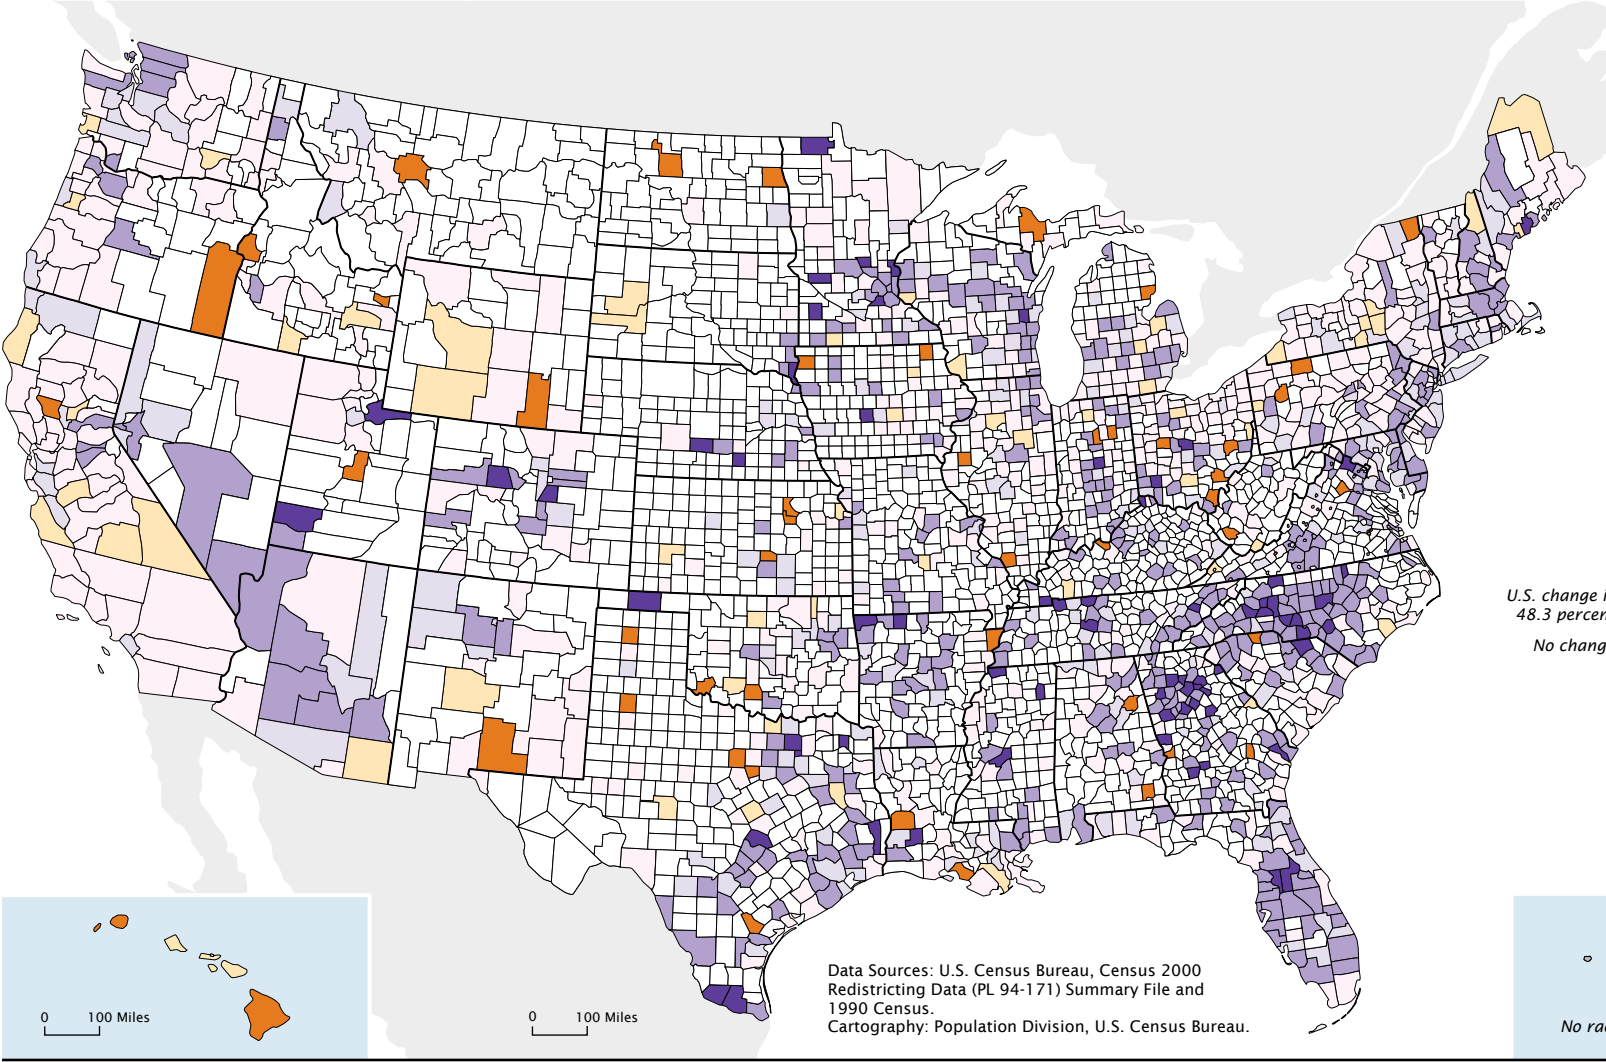 U.S. change i
48.3 percen
No chang
Data Sources: U.S. Census Bureau, Census 2000
Redistricting Data (PL 94-171) Summary File and
1990 Census.
Cartography: Population Division, U.S. Census Bureau.
0 100 Miles
0 100 Miles
No ra